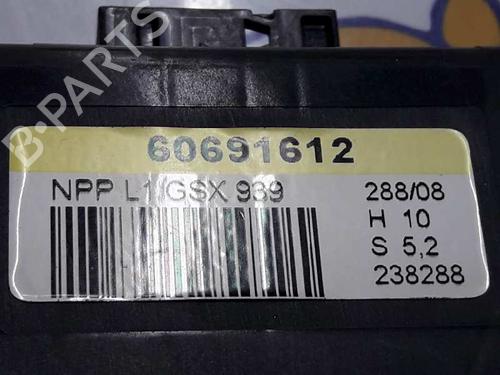 B-PARTS
60691612
NPP L1/GSX 939 288/08
H 10
S 5,2
238288